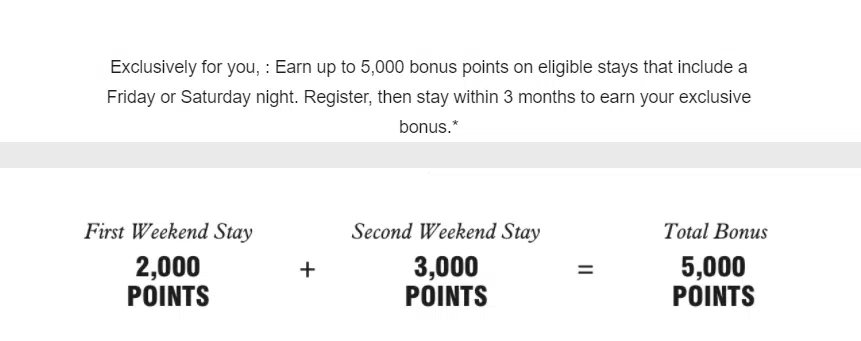 Exclusively for you, : Earn up to 5,000 bonus points on eligible stays that include a
Friday or Saturday night. Register, then stay within 3 months to earn your exclusive
bonus.*
First Weekend Stay
2,000
POINTS
+
Second Weekend Stay
3,000
POINTS
=
Total Bonus
5,000
POINTS